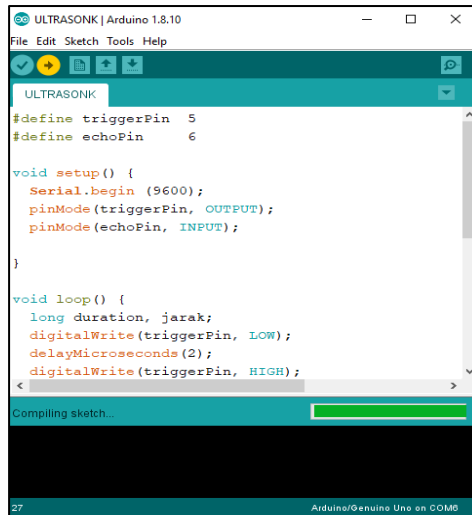 ULTRASONK | Arduino 1.8.10
File Edit Sketch Tools Help
ULTRASONK
#define triggerPin  5
#define echoPin     6
void setup() {
  Serial.begin (9600);
  pinMode(triggerPin, OUTPUT);
  pinMode(echoPin, INPUT);
}
void loop() {
  long duration, jarak;
  digitalWrite(triggerPin, LOW);
  delayMicroseconds(2);
  digitalWrite(triggerPin, HIGH);
Compiling sketch...
27 Arduino/Genuino Uno on COM6